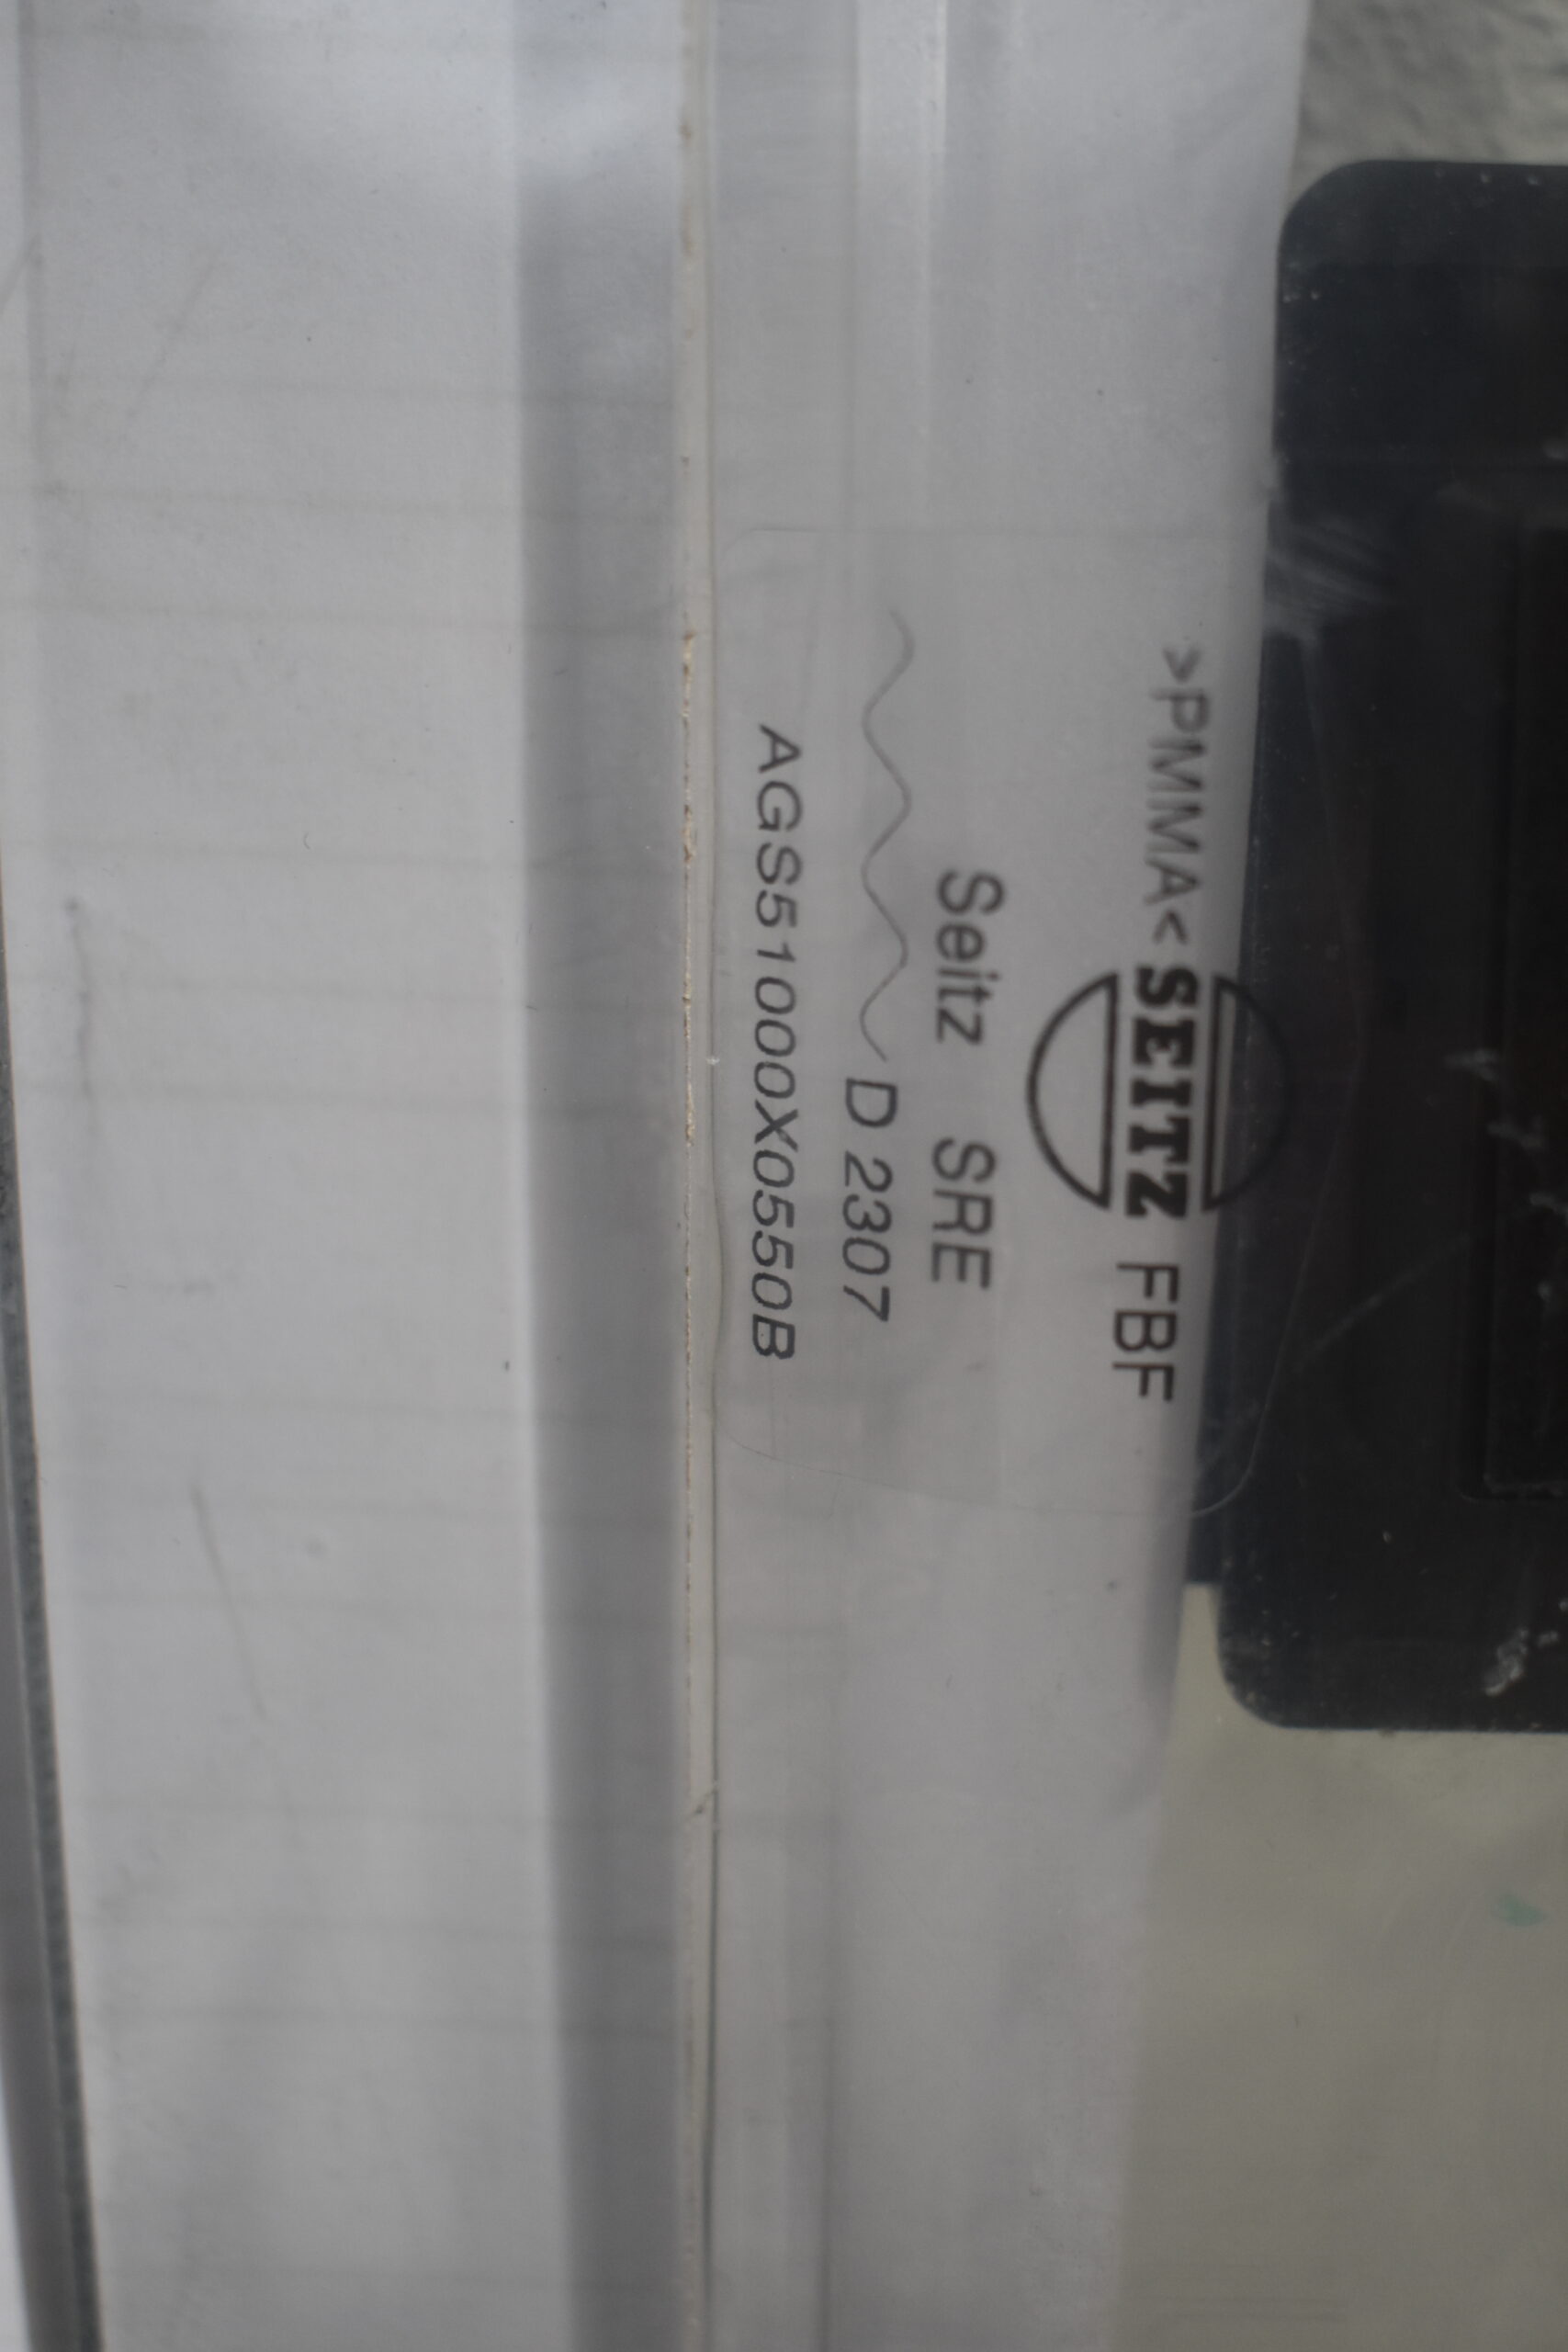 >PMMA< SEITZ FBF
Seitz SRE
D 2307
AGS51000X0550B